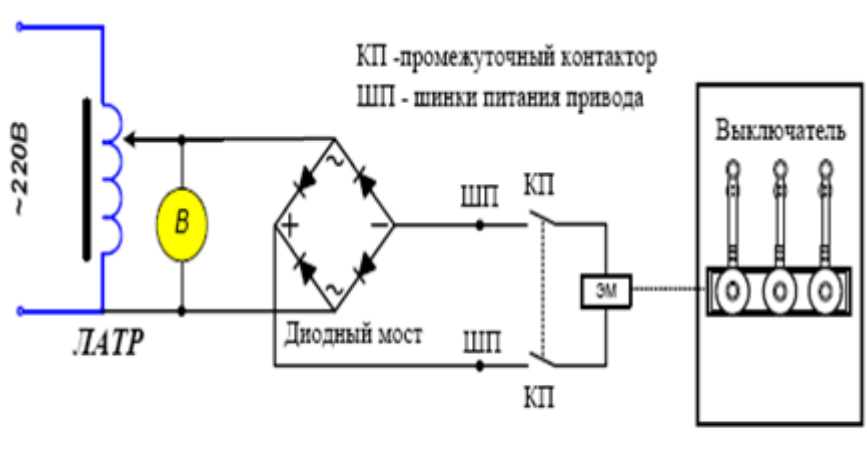 КП -промежуточный контактор
ШП - шинки питания привода
Выключатель
~220В
В
~
+
−
~
ШП
КП
ЭМ
ЛАТР
Диодный мост
ШП
КП